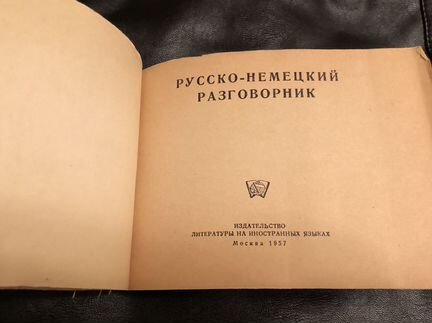 РУССКО-НЕМЕЦКИЙ
РАЗГОВОРНИК
ИЗДАТЕЛЬСТВО
ЛИТЕРАТУРЫ НА ИНОСТРАННЫХ ЯЗЫКАХ
Москва 1957